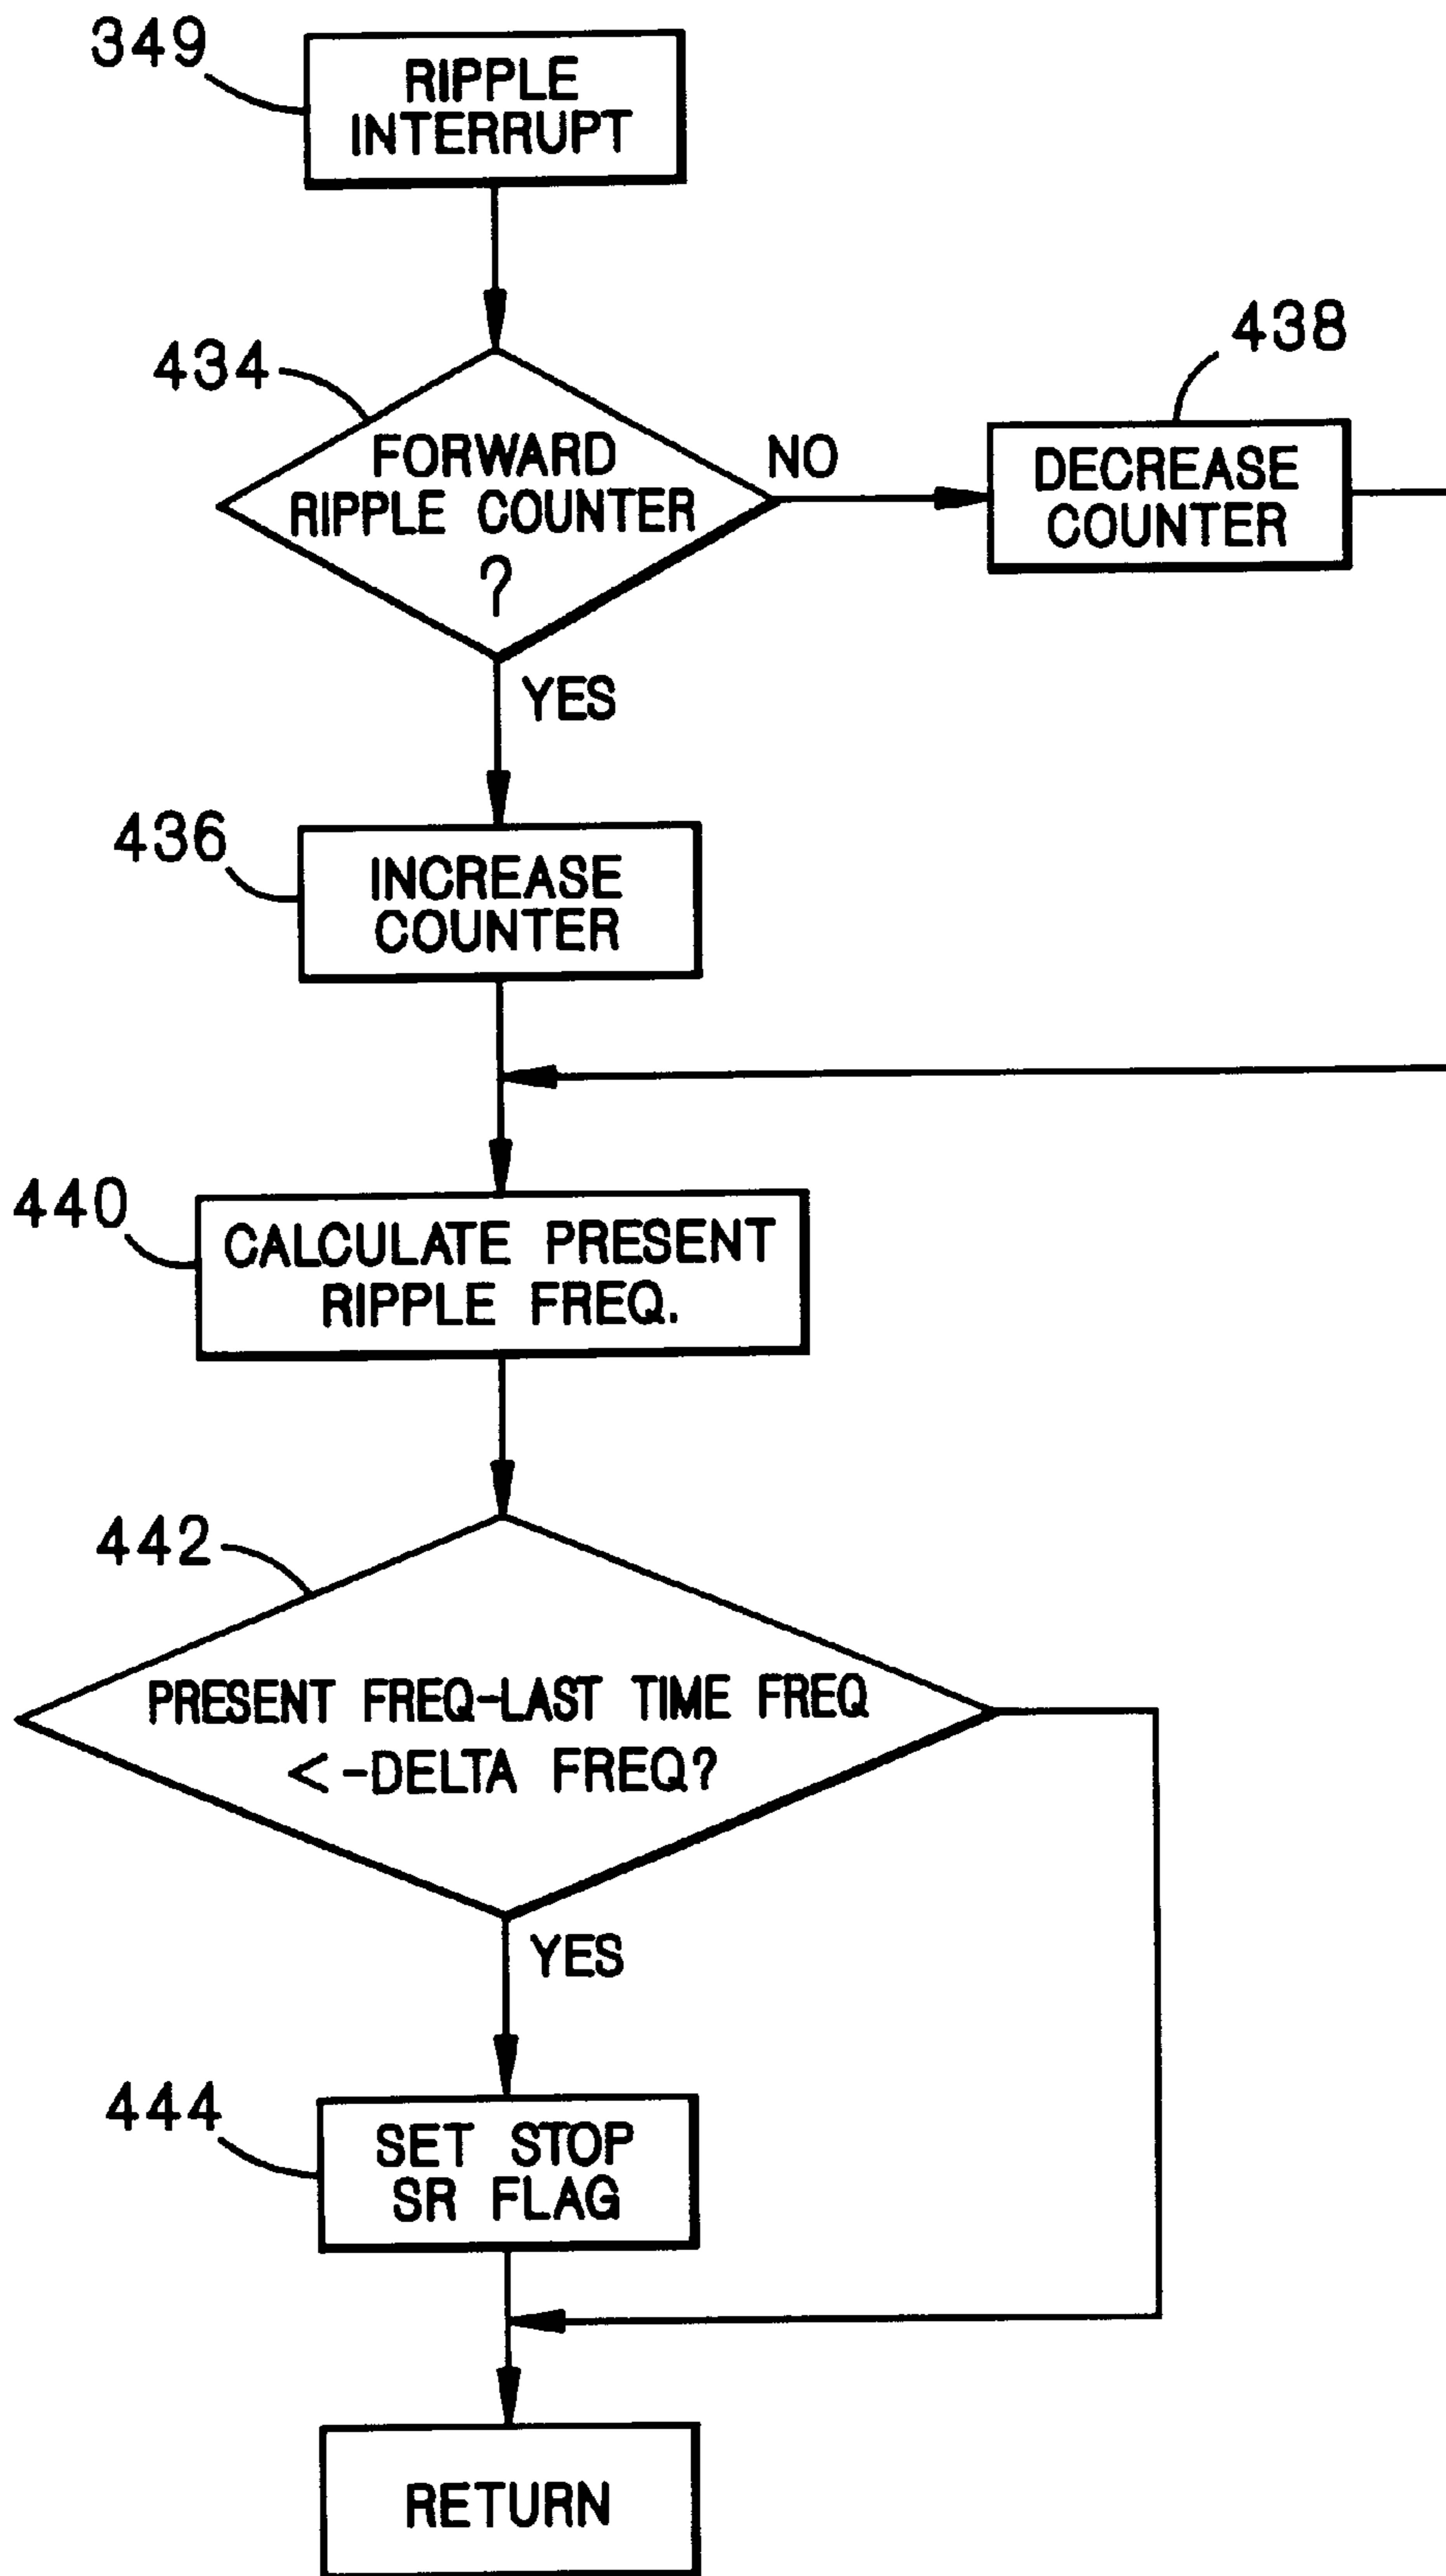 349
RIPPLE
INTERRUPT
434
FORWARD
RIPPLE COUNTER
?
NO
438
DECREASE
COUNTER
YES
436
INCREASE
COUNTER
440
CALCULATE PRESENT
RIPPLE FREQ.
442
PRESENT FREQ-LAST TIME FREQ
<-DELTA FREQ?
YES
444
SET STOP
SR FLAG
RETURN